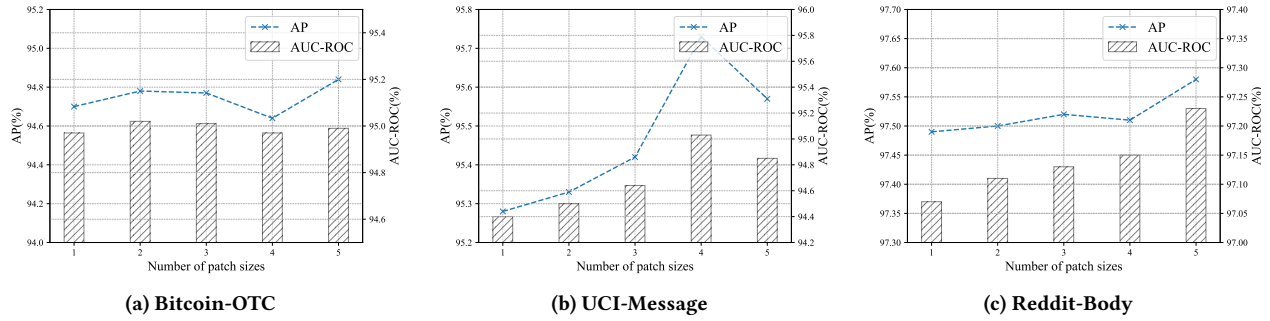 95.2
95.0
94.8
94.6
94.4
94.2
94.0
AP(%)
AP
AUC-ROC
95.4
95.2
95.0
94.8
94.6
AUC-ROC(%)
1 2 3 4 5
Number of patch sizes
(a) Bitcoin-OTC
95.8
95.7
95.6
95.5
95.4
95.3
95.2
AP(%)
AP
AUC-ROC
96.0
95.8
95.6
95.4
95.2
95.0
94.8
94.6
94.4
94.2
AUC-ROC(%)
1 2 3 4 5
Number of patch sizes
(b) UCI-Message
97.70
97.65
97.60
97.55
97.50
97.45
97.40
97.35
97.30
AP(%)
AP
AUC-ROC
97.40
97.35
97.30
97.25
97.20
97.15
97.10
97.05
97.00
AUC-ROC(%)
1 2 3 4 5
Number of patch sizes
(c) Reddit-Body